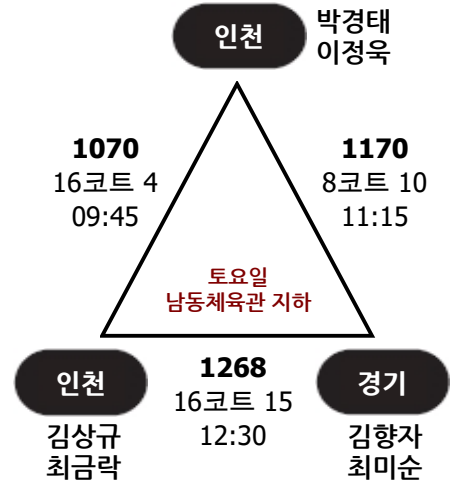 인천
박경태
이정욱
1070
16코트 4
09:45
1170
8코트 10
11:15
토요일
남동체육관 지하
인천
김상규
최금락
1268
16코트 15
12:30
경기
김향자
최미순